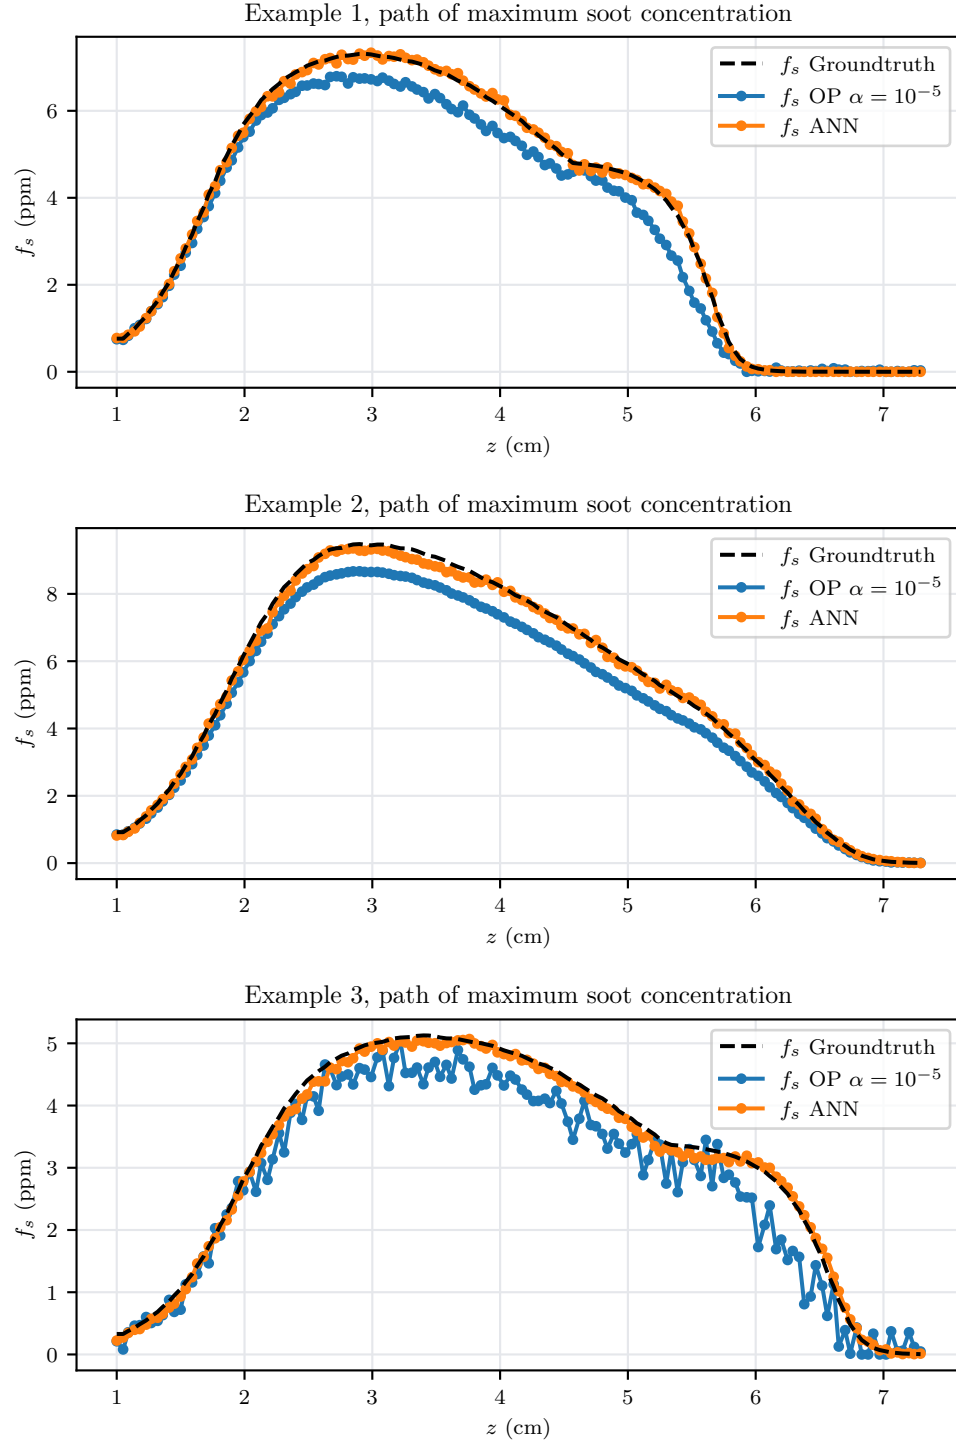 Example 1, path of maximum soot concentration
f_s (ppm)
6
4
2
0
f_s Groundtruth
f_s OP α = 10^{-5}
f_s ANN
1 2 3 4 5 6 7
z (cm)
Example 2, path of maximum soot concentration
f_s (ppm)
8
6
4
2
0
f_s Groundtruth
f_s OP α = 10^{-5}
f_s ANN
1 2 3 4 5 6 7
z (cm)
Example 3, path of maximum soot concentration
f_s (ppm)
5
4
3
2
1
0
f_s Groundtruth
f_s OP α = 10^{-5}
f_s ANN
1 2 3 4 5 6 7
z (cm)